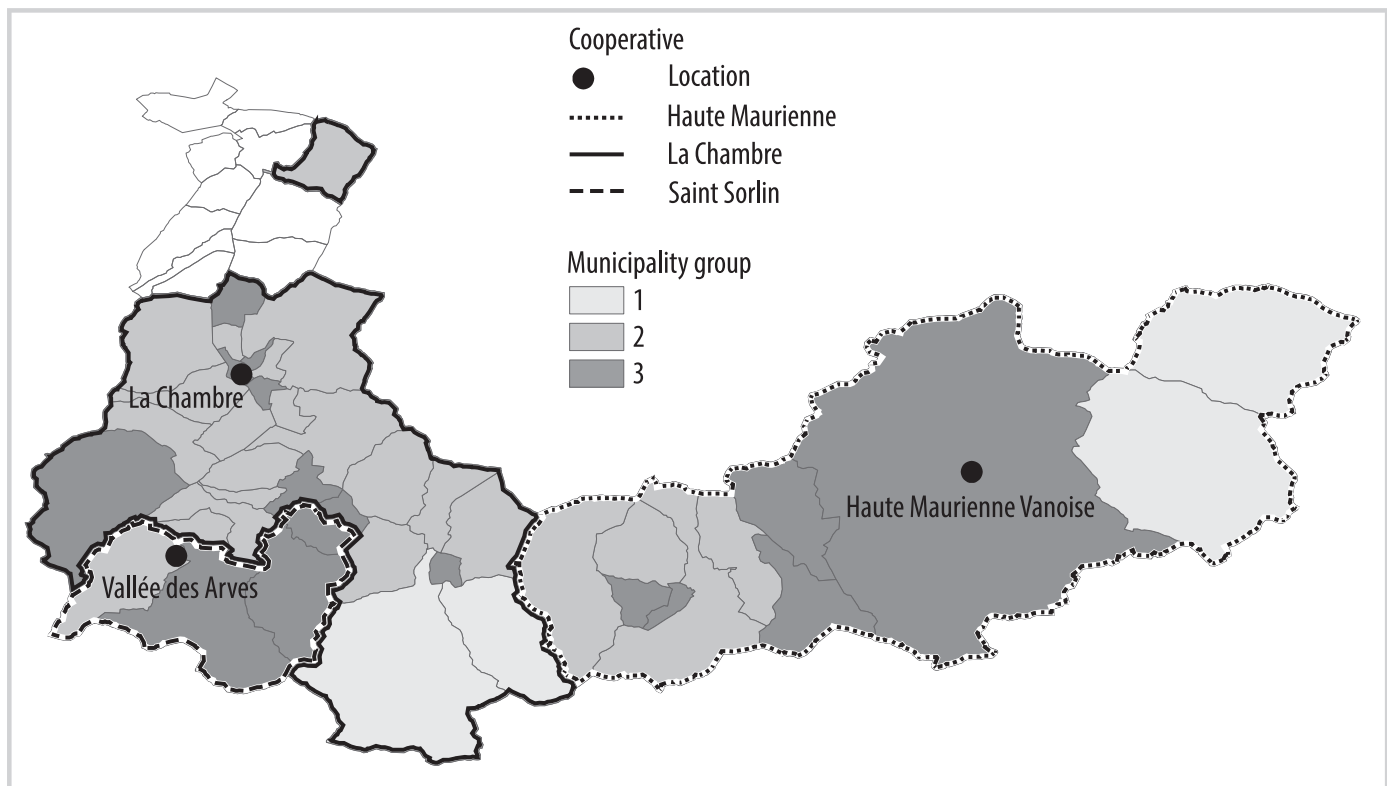 Cooperative
Location
Haute Maurienne
La Chambre
Saint Sorlin
Municipality group
1
2
3
La Chambre
Haute Maurienne Vanoise
Vallée des Arves